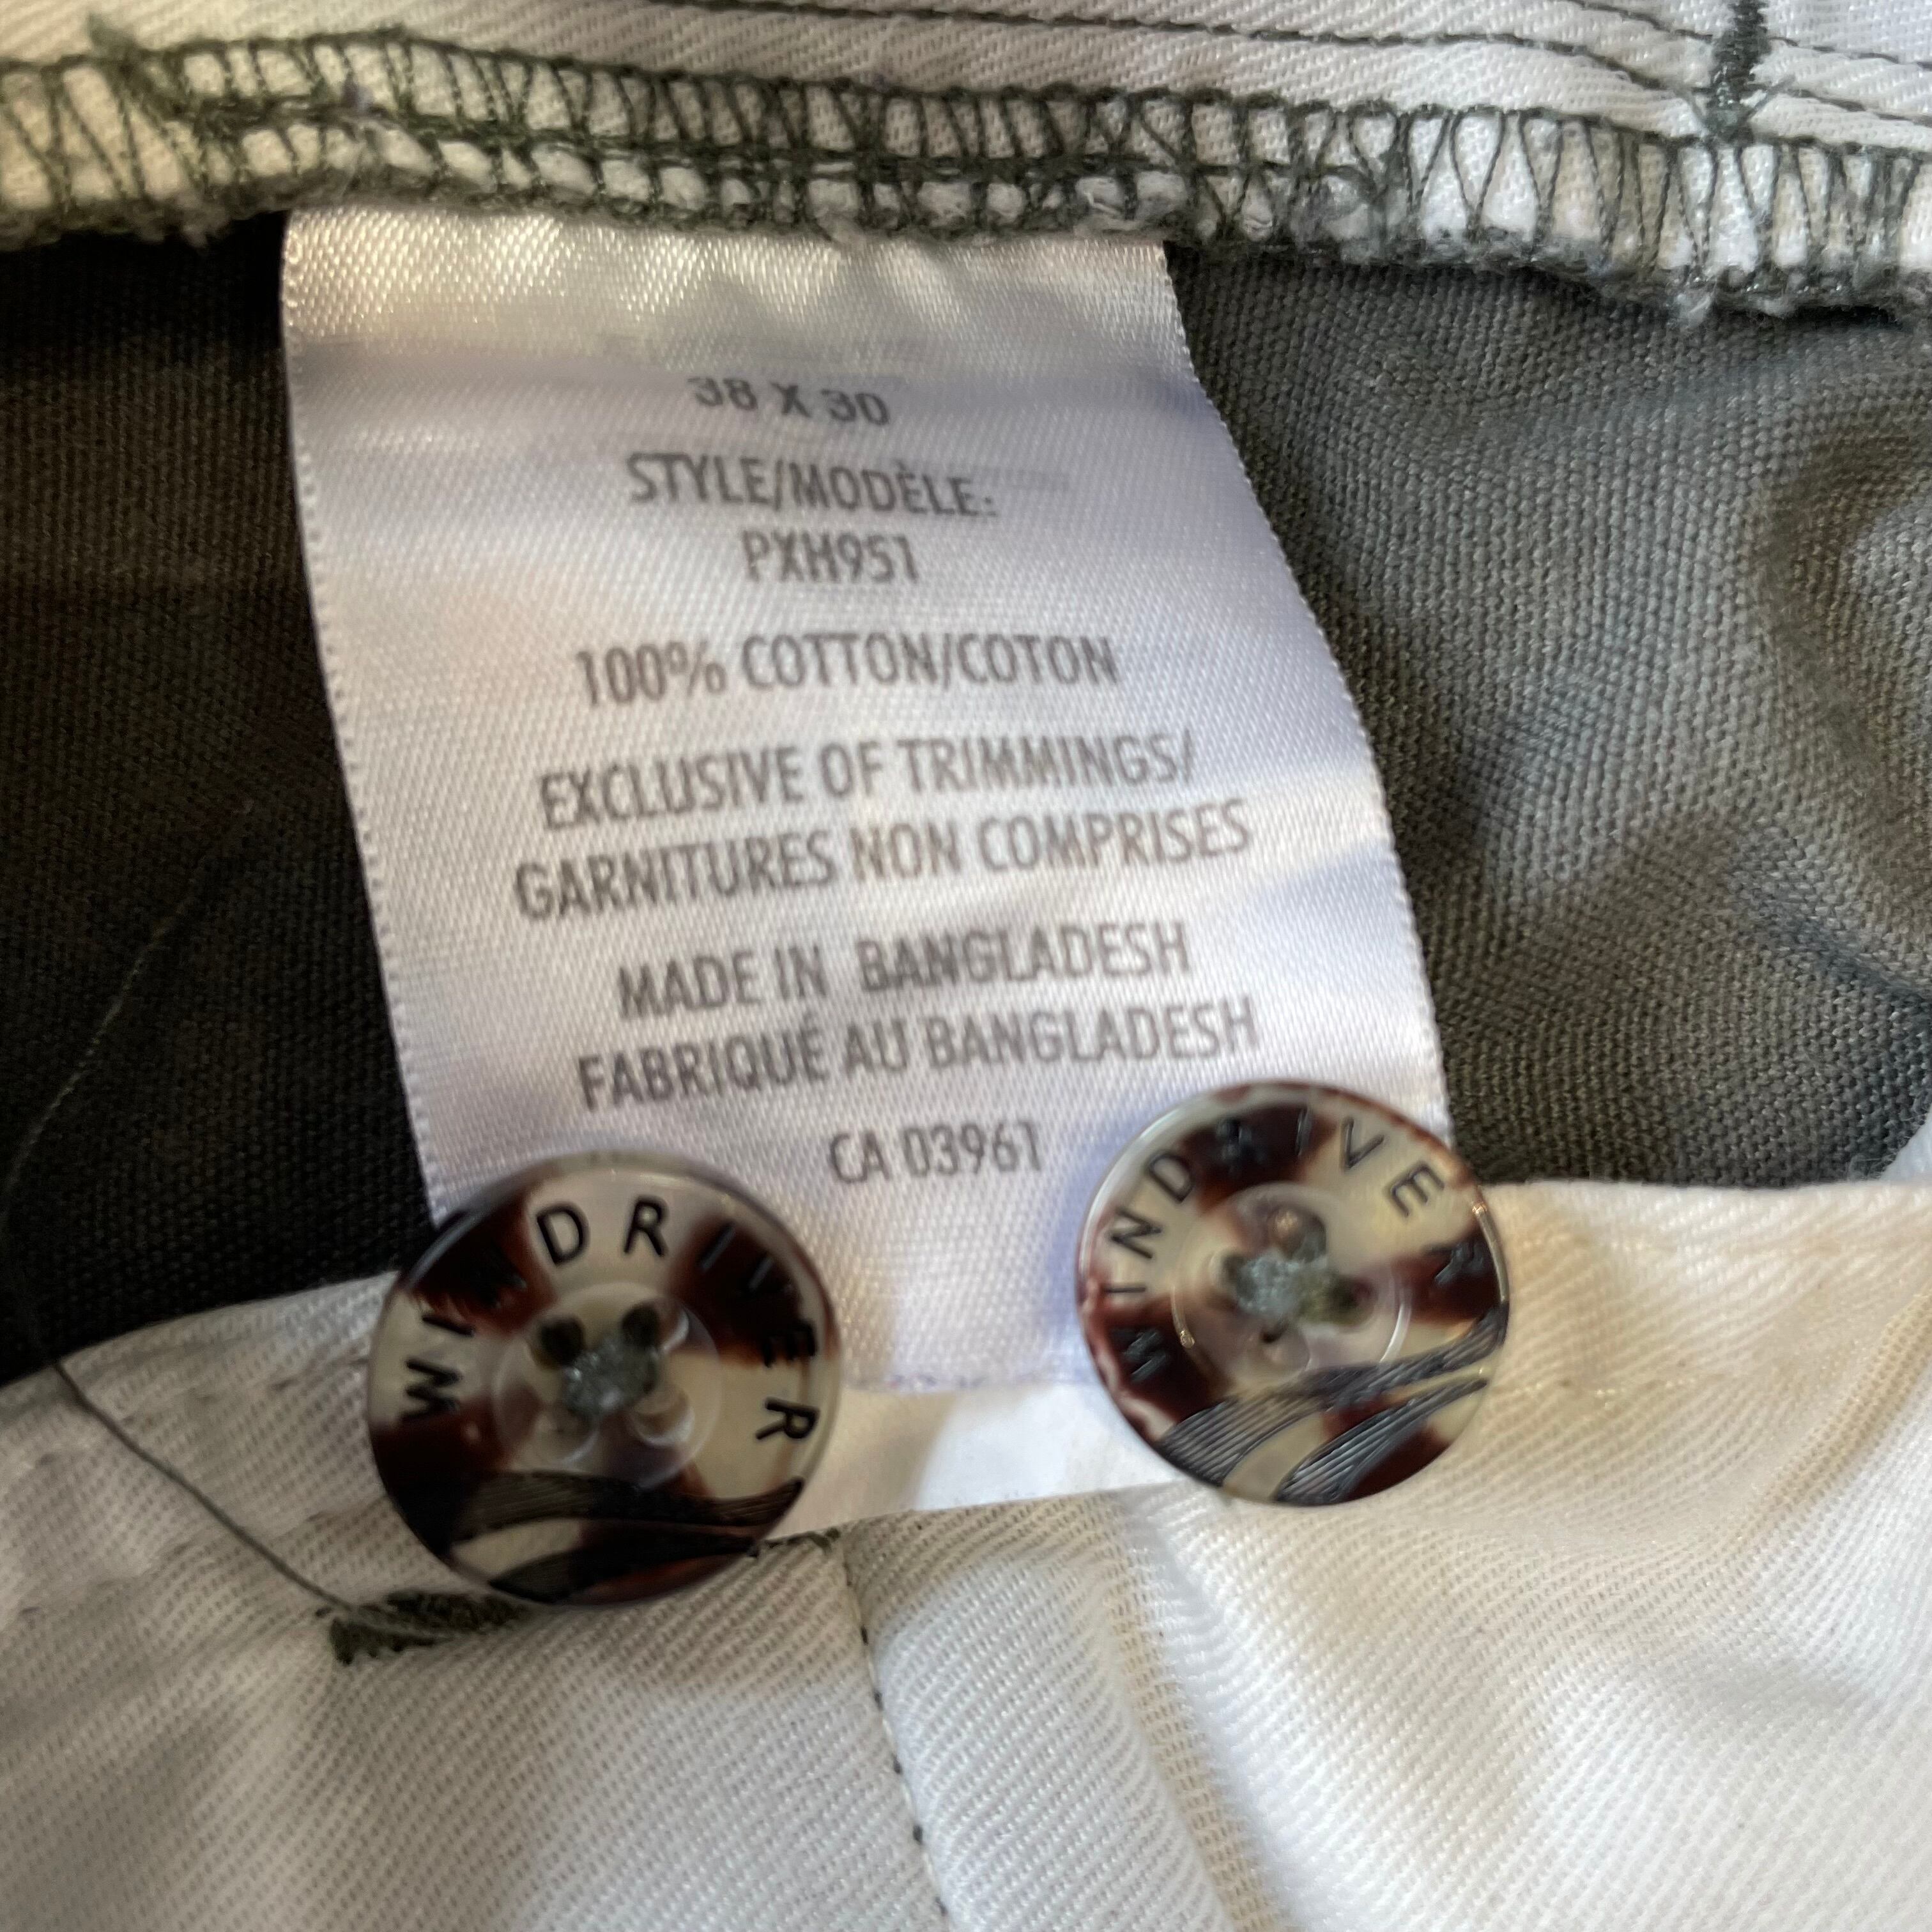 38 X 30
STYLE/MODÈLE:
PXH951
100% COTTON/COTON
EXCLUSIVE OF TRIMMINGS/
GARNITURES NON COMPRISES
MADE IN BANGLADESH
FABRIQUÉ AU BANGLADESH
CA 03961
WINDRIVER
WINDRIVER